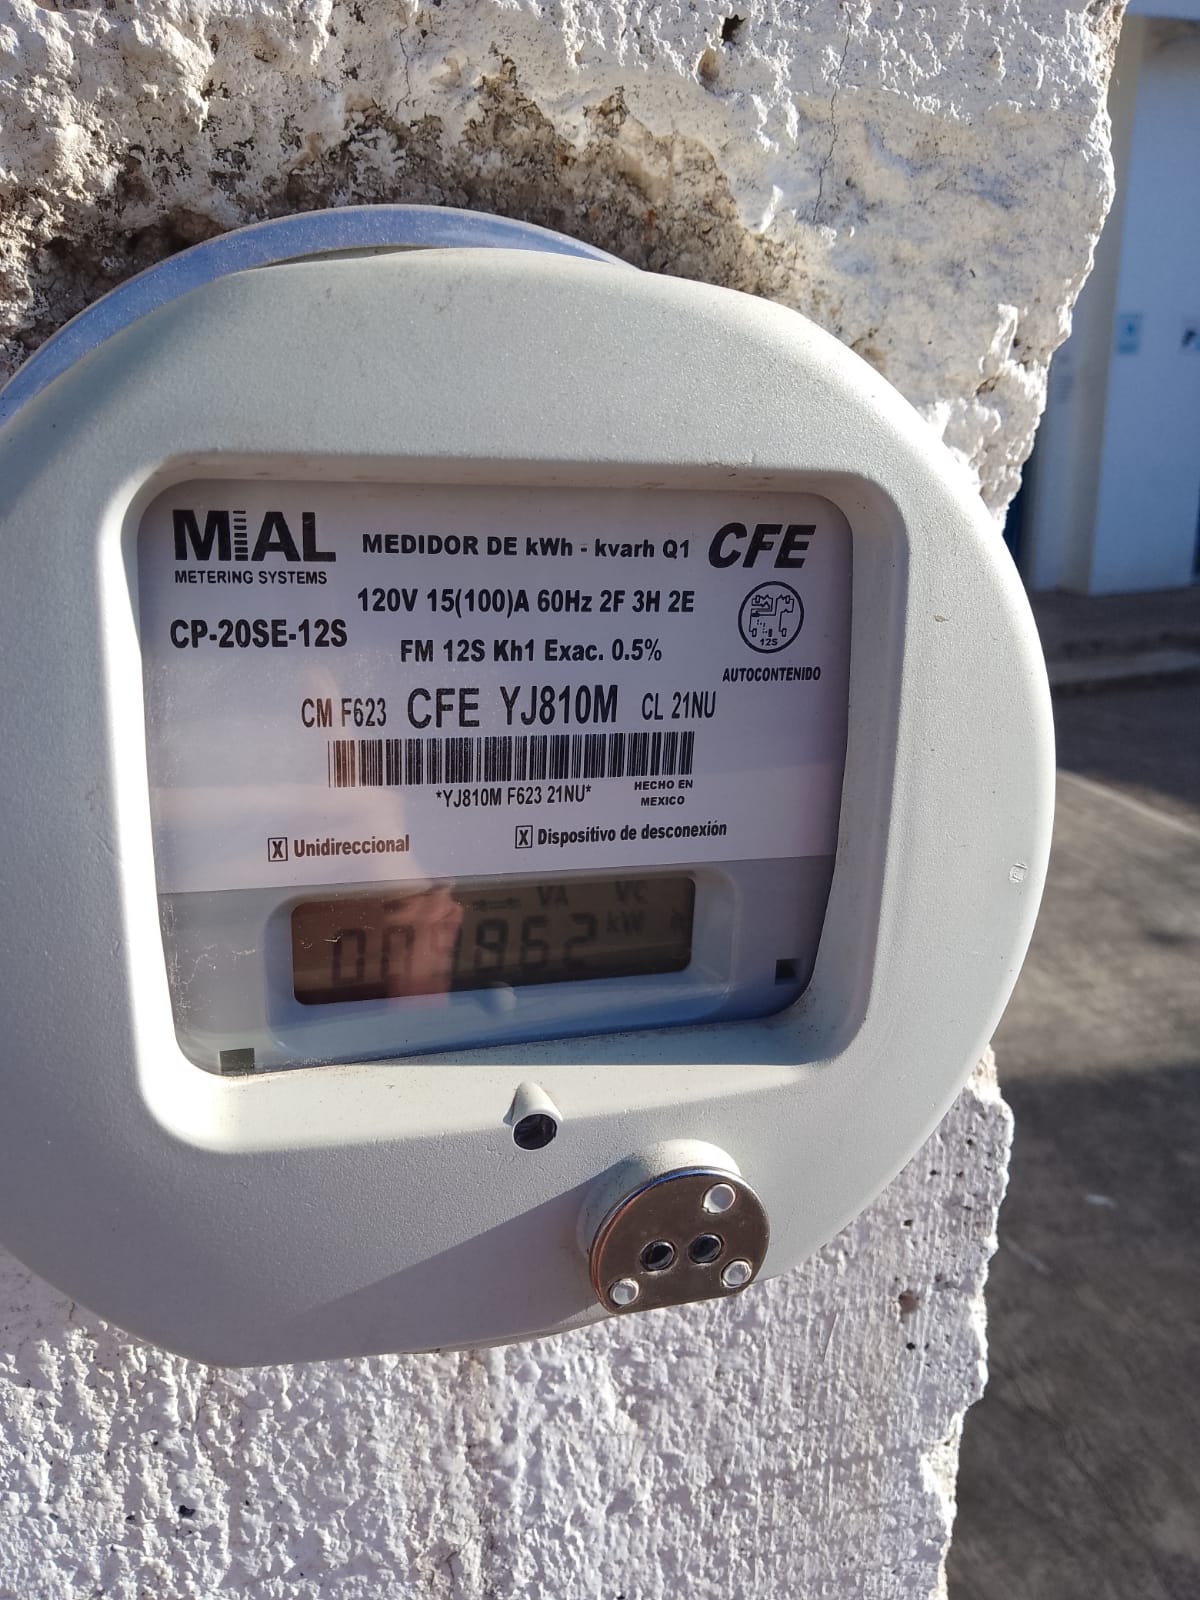 MIAL
METERING SYSTEMS
MEDIDOR DE kWh - kvarh Q1
CFE
120V 15(100)A 60Hz 2F 3H 2E
CP-20SE-12S
FM 12S Kh1 Exac. 0.5%
12S
AUTOCONTENIDO
CM F623 CFE YJ810M CL 21NU
*YJ810M F623 21NU*
HECHO EN
MEXICO
X Unidireccional
X Dispositivo de desconexión
VA
kW